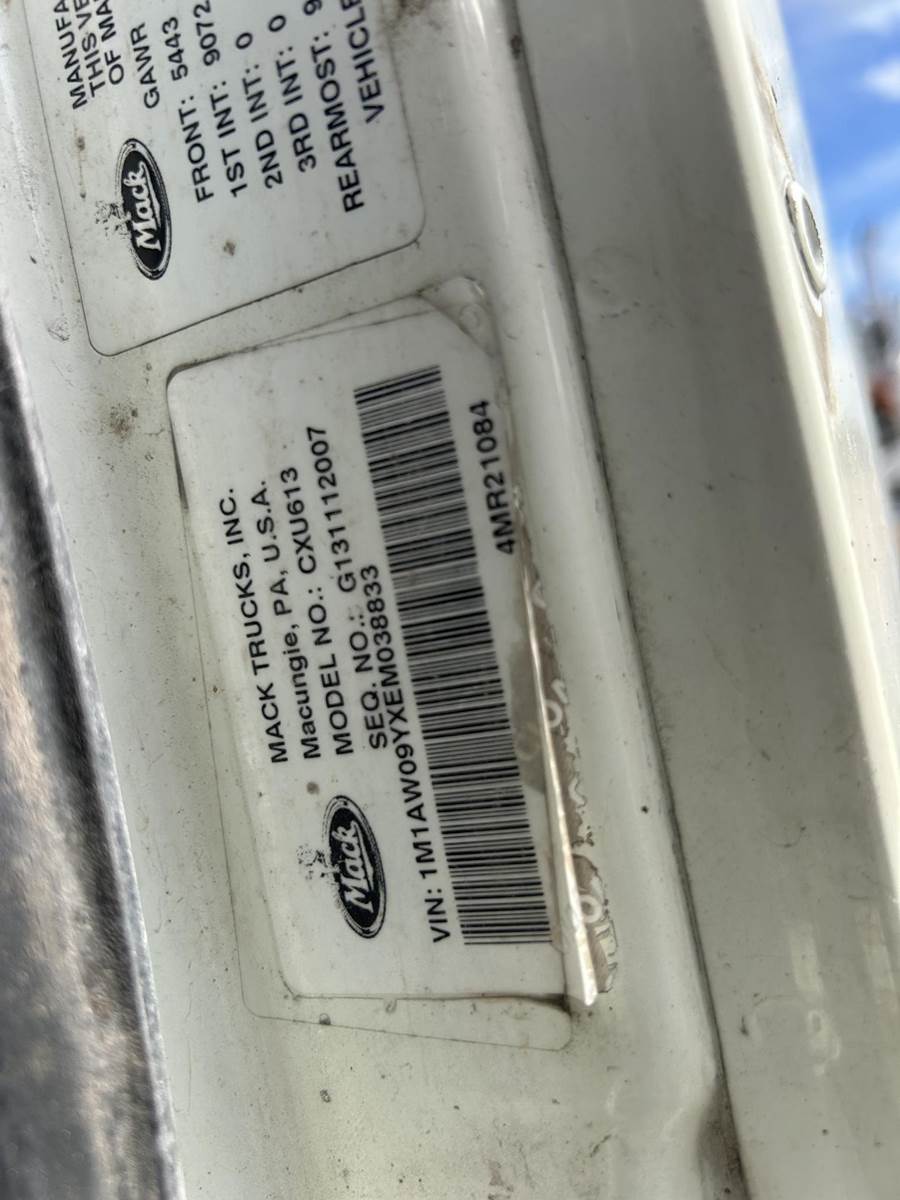 MANUFA
THIS VE
OF MA
GAWR
FRONT: 5443
1ST INT: 9072
2ND INT: 0
3RD INT: 0
REARMOST: 9
VEHICLE
Mack
MACK TRUCKS, INC.
Macungie, PA, U.S.A.
MODEL NO.: CXU613
SEQ. NO.: G131112007
VIN: 1M1AW09YXEM038833
4MR21084
Mack